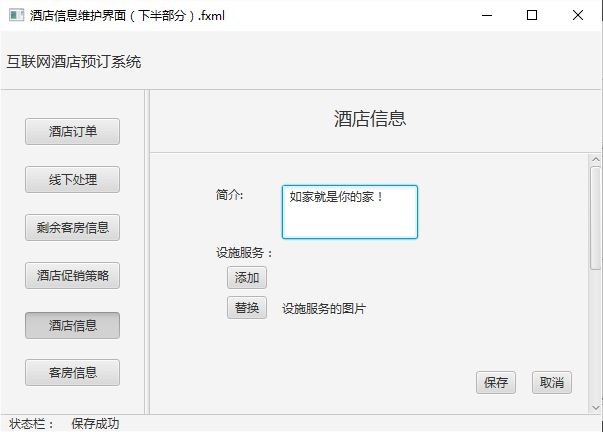 酒店信息维护界面（下半部分）.fxml
互联网酒店预订系统
酒店订单
线下处理
剩余客房信息
酒店促销策略
酒店信息
客房信息
酒店信息
简介:
如家就是你的家！
设施服务：
添加
替换
设施服务的图片
保存
取消
状态栏：
保存成功